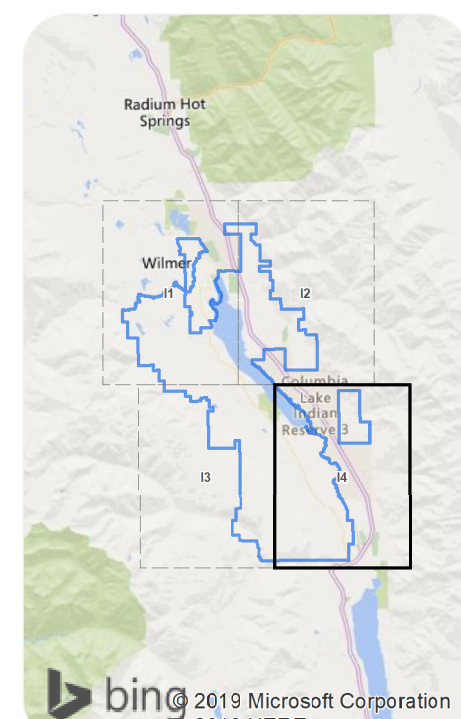 Radium Hot
Springs
Wilmer
I1
I2
Columbia
Lake
Indian
Reserve 3
I3
I4
bing
© 2019 Microsoft Corporation